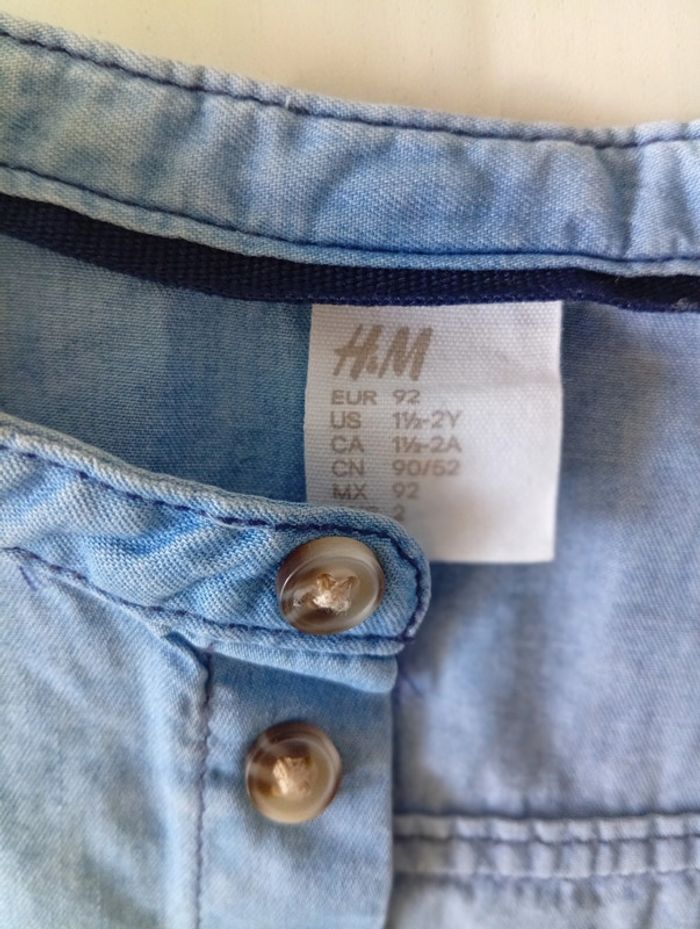 H&M
EUR 92
US 1½-2Y
CA 1½-2A
CN 90/52
MX 92
2